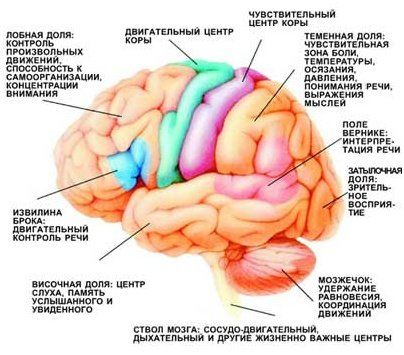 ЛОБНАЯ ДОЛЯ:
КОНТРОЛЬ
ПРОИЗВОЛЬНЫХ
ДВИЖЕНИЙ,
СПОСОБНОСТЬ К
САМООРГАНИЗАЦИИ,
КОНЦЕНТРАЦИИ
ВНИМАНИЯ
ДВИГАТЕЛЬНЫЙ ЦЕНТР
КОРЫ
ЧУВСТВИТЕЛЬНЫЙ
ЦЕНТР КОРЫ
ТЕМЕННАЯ ДОЛЯ:
ЧУВСТВИТЕЛЬНАЯ
ЗОНА БОЛИ,
ТЕМПЕРАТУРЫ,
ОСЯЗАНИЯ,
ДАВЛЕНИЯ,
ПОНИМАНИЯ РЕЧИ,
ВЫРАЖЕНИЯ
МЫСЛЕЙ
ПОЛЕ
ВЕРНИКЕ:
ИНТЕРПРЕ-
ТАЦИЯ РЕЧИ
ЗАТЫЛОЧНАЯ
ДОЛЯ:
ЗРИТЕЛЬ-
НОЕ
ВОСПРИЯ-
ТИЕ
ИЗВИЛИНА
БРОКА:
ДВИГАТЕЛЬНЫЙ
КОНТРОЛЬ РЕЧИ
ВИСОЧНАЯ ДОЛЯ: ЦЕНТР
СЛУХА, ПАМЯТЬ
УСЛЫШАННОГО И
УВИДЕННОГО
МОЗЖЕЧОК:
УДЕРЖАНИЕ
РАВНОВЕСИЯ,
КООРДИНАЦИЯ
ДВИЖЕНИЙ
СТВОЛ МОЗГА: СОСУДО-ДВИГАТЕЛЬНЫЙ,
ДЫХАТЕЛЬНЫЙ И ДРУГИЕ ЖИЗНЕННО ВАЖНЫЕ ЦЕНТРЫ